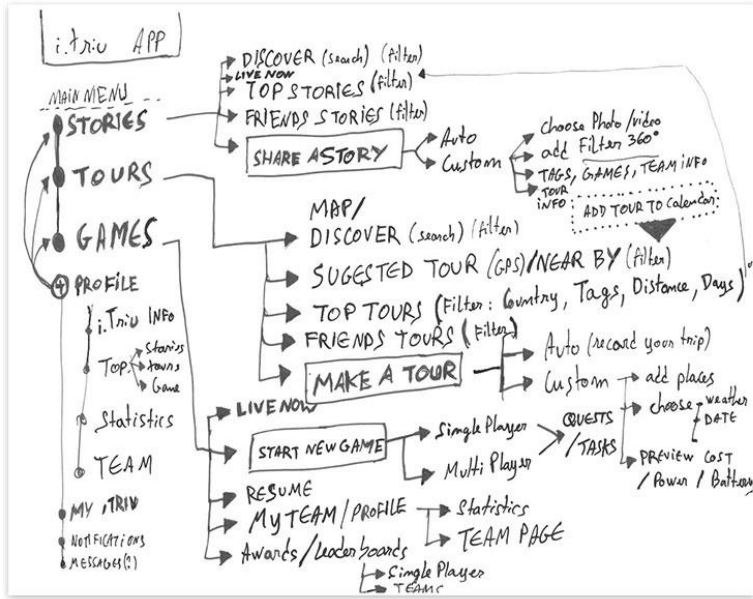 i.triv APP
MAIN MENU
STORIES
DISCOVER (search) (filter)
LIVE NOW
TOP STORIES (filter)
FRIENDS STORIES (filter)
SHARE A STORY
Auto
Custom
choose Photo/video
add Filter 360°
TAGS, GAMES, TEAM INFO
TOUR
INFO
ADD TOUR TO Calendar
TOURS
MAP/
DISCOVER (search) (filter)
SUGESTED TOUR (GPS)/NEAR BY (filter)
TOP TOURS (Filter: Country, Tags, Distance, Days)
FRIENDS TOURS (Filter)
MAKE A TOUR
Auto (record your trip)
Custom
add places
choose
weather
DATE
PREVIEW COST
/Power/Battery
GAMES
LIVE NOW
START NEW GAME
Single Player
Multi Player
QUESTS
/TASKS
RESUME
MY TEAM/PROFILE
Statistics
TEAM PAGE
Awards/leaderboards
Single Player
TEAMS
4 PROFILE
i.Triv INFO
TOP:
Stories
tours
Game
Statistics
TEAM
MY iTRIV
NOTIFICATIONS
MESSAGES(?)